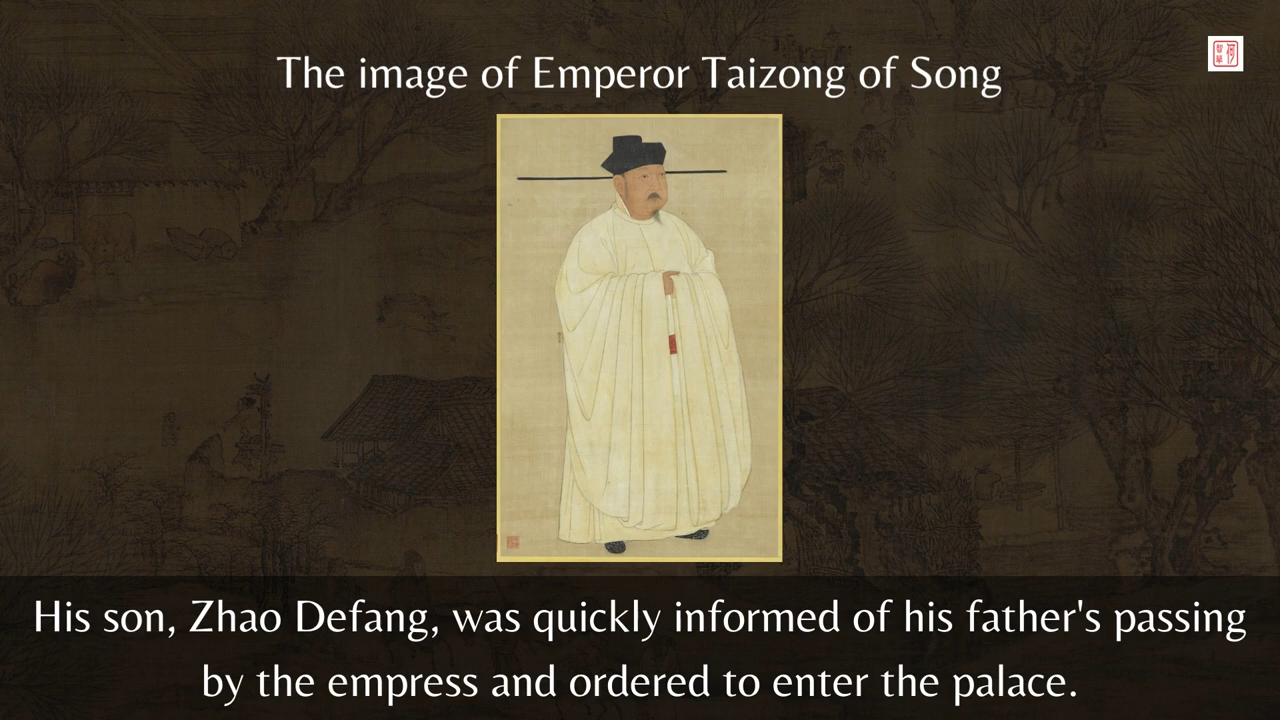 The image of Emperor Taizong of Song
His son, Zhao Defang, was quickly informed of his father's passing
by the empress and ordered to enter the palace.